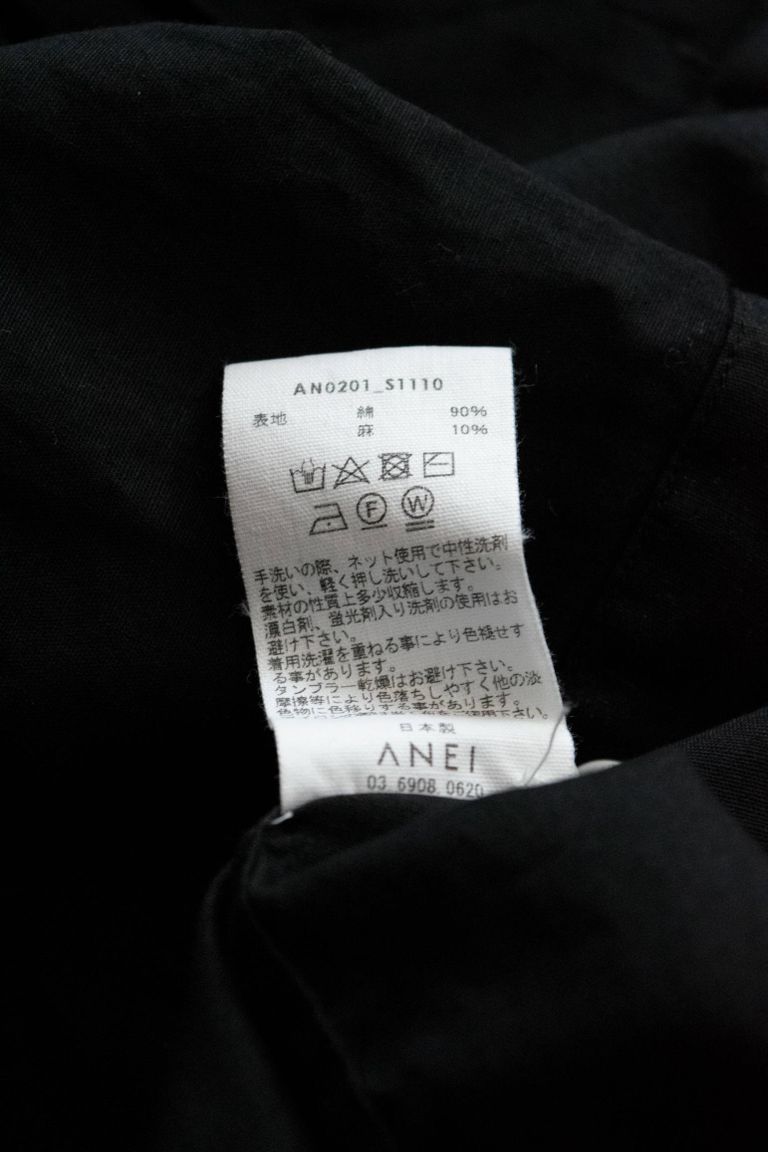 AN0201_S1110
表地 綿 90%
麻 10%
F W
手洗いの際、ネット使用で中性洗剤
を使い、軽く押し洗いして下さい。
素材の性質上多少収縮します。
漂白剤、蛍光剤入り洗剤の使用はお
避け下さい。
着用洗濯を重ねる事により色褪せす
る事があります。
タンブラー乾燥はお避け下さい。
摩擦等により色落ちしやすく他の淡
色物に色移りする事があります。
をご使用下さい。
日本製
ANEI
03 6908 0620